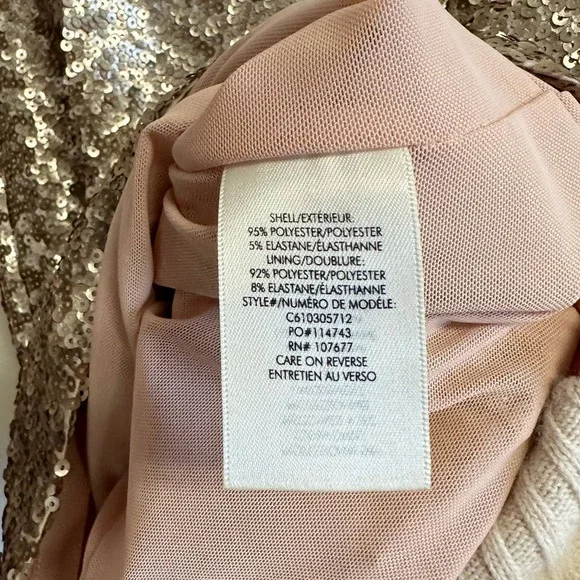 SHELL/EXTÉRIEUR:
95% POLYESTER/POLYESTER
5% ELASTANE/ÉLASTHANNE
LINING/DOUBLURE:
92% POLYESTER/POLYESTER
8% ELASTANE/ÉLASTHANNE
STYLE#/NUMÉRO DE MODÈLE:
C610305712
PO#114743
RN# 107677
CARE ON REVERSE
ENTRETIEN AU VERSO